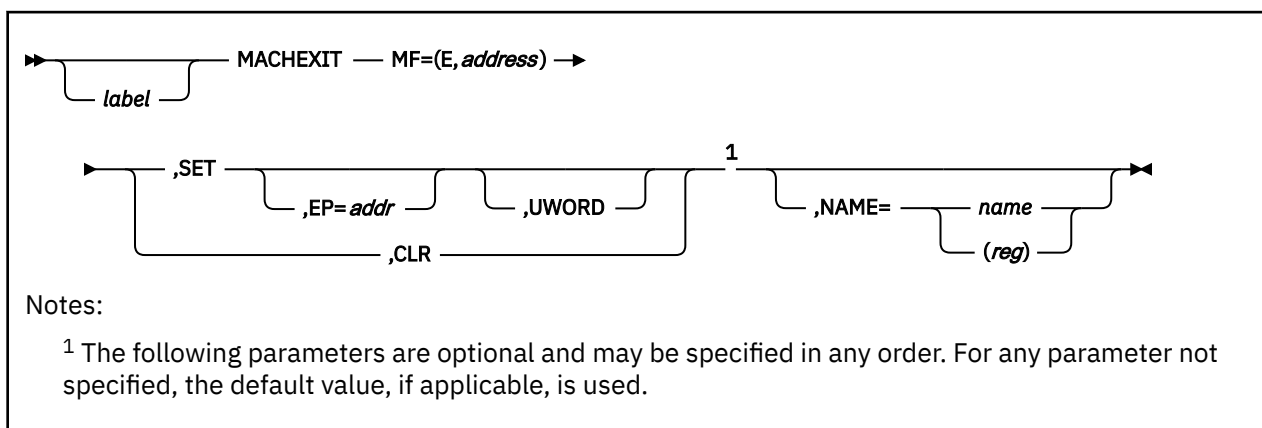 MACHEXIT MF=(E,address)
label
1
,SET
,EP=addr ,UWORD ,NAME= name
,CLR (reg)
Notes:
1 The following parameters are optional and may be specified in any order. For any parameter not
specified, the default value, if applicable, is used.